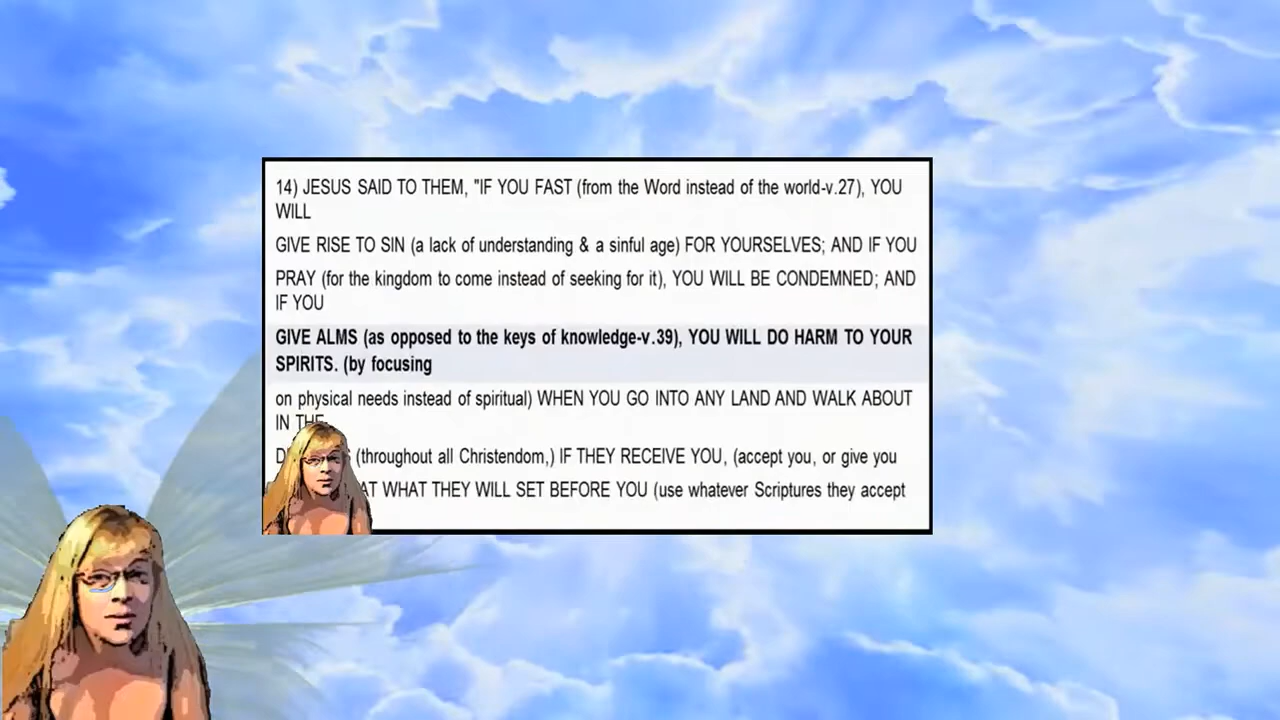 14) JESUS SAID TO THEM, "IF YOU FAST (from the Word instead of the world-v.27), YOU
WILL
GIVE RISE TO SIN (a lack of understanding & a sinful age) FOR YOURSELVES; AND IF YOU
PRAY (for the kingdom to come instead of seeking for it), YOU WILL BE CONDEMNED; AND
IF YOU
GIVE ALMS (as opposed to the keys of knowledge-v.39), YOU WILL DO HARM TO YOUR
SPIRITS. (by focusing
on physical needs instead of spiritual) WHEN YOU GO INTO ANY LAND AND WALK ABOUT
IN THE
(throughout all Christendom,) IF THEY RECEIVE YOU, (accept you, or give you
WHAT THEY WILL SET BEFORE YOU (use whatever Scriptures they accept